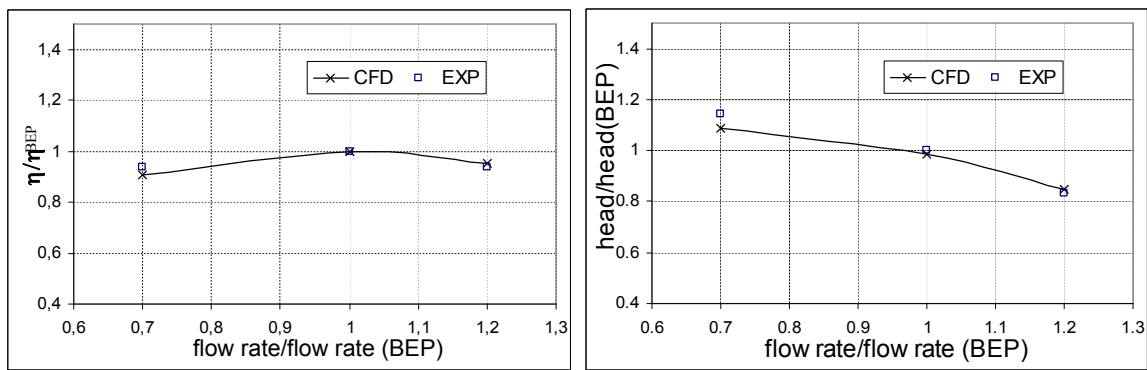 1,4
1,2
1
0,8
0,6
0,4
η/ηBEP
CFD EXP
0,6 0,7 0,8 0,9 1 1,1 1,2 1,3
flow rate/flow rate (BEP)
1.4
1.2
1
0.8
0.6
0.4
head/head(BEP)
CFD EXP
0.6 0.7 0.8 0.9 1 1.1 1.2 1.3
flow rate/flow rate (BEP)